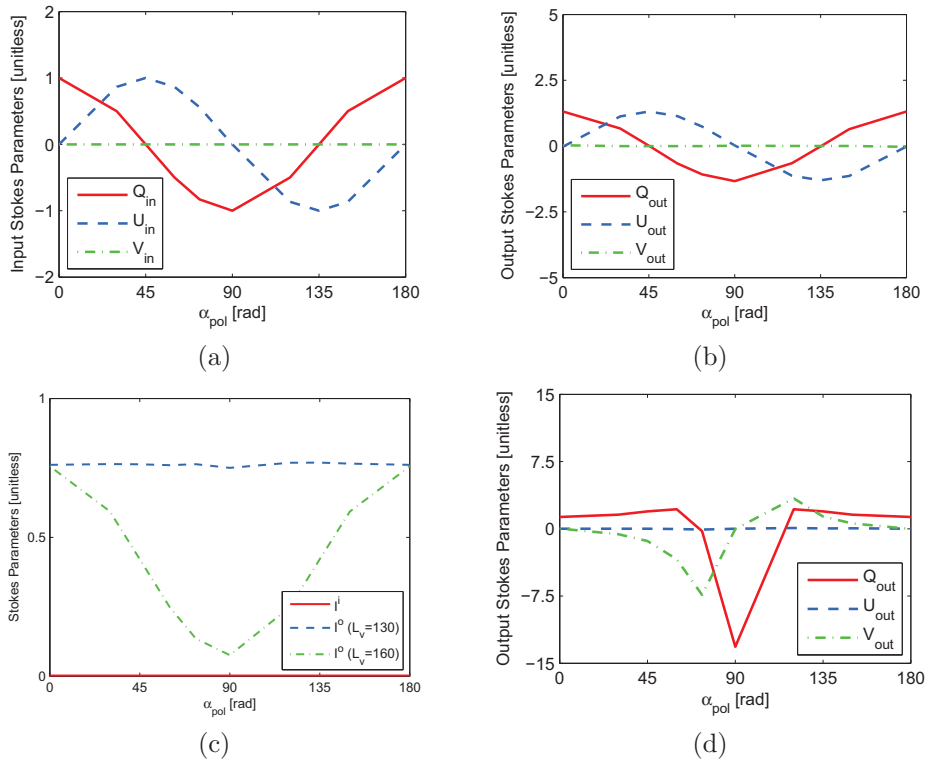 Input Stokes Parameters [unitless]
2
1
0
−1
−2
Q_in
U_in
V_in
0 45 90 135 180
α_pol [rad]
(a)
Output Stokes Parameters [unitless]
5
2.5
0
−2.5
−5
Q_out
U_out
V_out
0 45 90 135 180
α_pol [rad]
(b)
Stokes Parameters [unitless]
1
0.5
0
I^i
I^o (L_v=130)
I^o (L_v=160)
0 45 90 135 180
α_pol [rad]
(c)
Output Stokes Parameters [unitless]
15
7.5
0
−7.5
−15
Q_out
U_out
V_out
0 45 90 135 180
α_pol [rad]
(d)